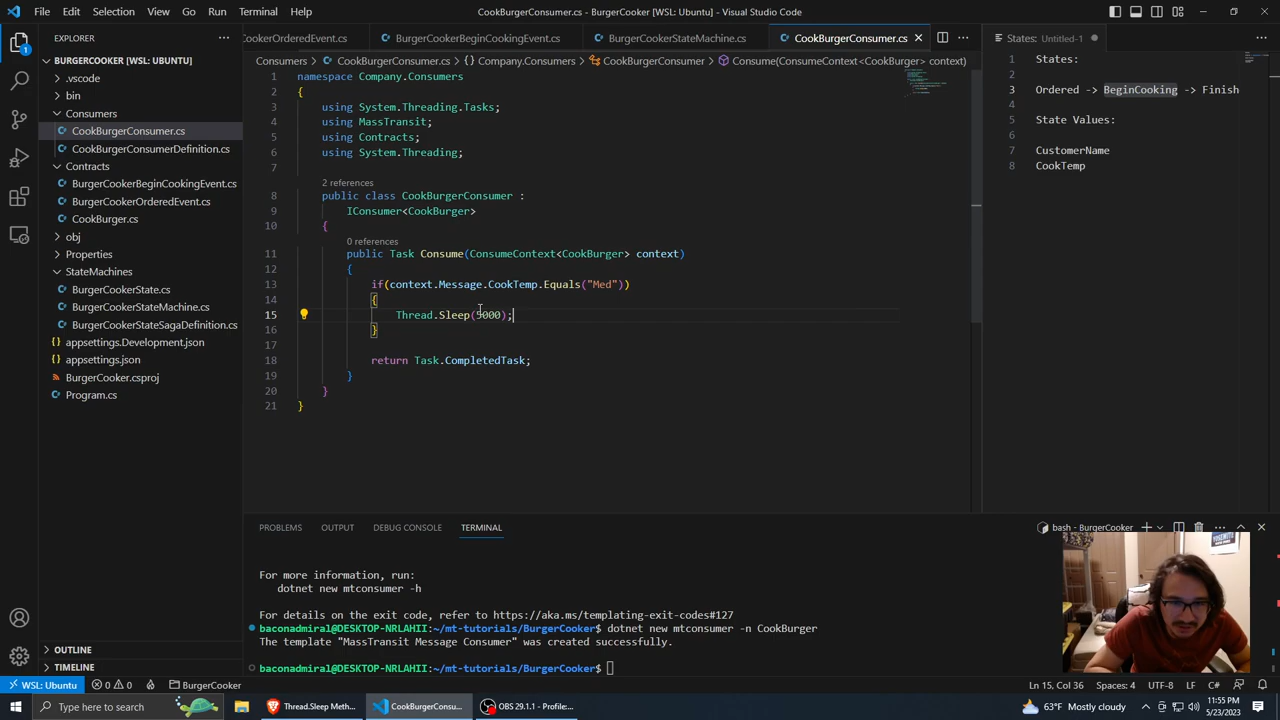 File Edit Selection View Go Run Terminal Help
CookBurgerConsumer.cs - BurgerCooker [WSL: Ubuntu] - Visual Studio Code
EXPLORER
BURGERCOOKER [WSL: UBUNTU]
.vscode
bin
Consumers
CookBurgerConsumer.cs
CookBurgerConsumerDefinition.cs
Contracts
BurgerCookerBeginCookingEvent.cs
BurgerCookerOrderedEvent.cs
CookBurger.cs
obj
Properties
StateMachines
BurgerCookerState.cs
BurgerCookerStateMachine.cs
BurgerCookerStateSagaDefinition.cs
appsettings.Development.json
appsettings.json
BurgerCooker.csproj
Program.cs
OUTLINE
TIMELINE
CookerOrderedEvent.cs BurgerCookerBeginCookingEvent.cs BurgerCookerStateMachine.cs CookBurgerConsumer.cs
Consumers > CookBurgerConsumer.cs > Company.Consumers > CookBurgerConsumer > Consume(ConsumeContext<CookBurger> context)
1 namespace Company.Consumers
2 {
3 using System.Threading.Tasks;
4 using MassTransit;
5 using Contracts;
6 using System.Threading;
7
2 references
8 public class CookBurgerConsumer :
9 IConsumer<CookBurger>
10 {
0 references
11 public Task Consume(ConsumeContext<CookBurger> context)
12 {
13 if(context.Message.CookTemp.Equals("Med"))
14 {
15 Thread.Sleep(5000);
16 }
17
18 return Task.CompletedTask;
19 }
20 }
21 }
States: Untitled-1
1 States:
2
3 Ordered -> BeginCooking -> Finish
4
5 State Values:
6
7 CustomerName
8 CookTemp
PROBLEMS OUTPUT DEBUG CONSOLE TERMINAL
bash - BurgerCooker
For more information, run:
dotnet new mtconsumer -h
For details on the exit code, refer to https://aka.ms/templating-exit-codes#127
baconadmiral@DESKTOP-NRLAHII:~/mt-tutorials/BurgerCooker$ dotnet new mtconsumer -n CookBurger
The template "MassTransit Message Consumer" was created successfully.
baconadmiral@DESKTOP-NRLAHII:~/mt-tutorials/BurgerCooker$
YOSEMITE
WSL: Ubuntu 0 0 BurgerCooker
Ln 15, Col 36 Spaces: 4 UTF-8 LF C#
Type here to search
Thread.Sleep Meth...
CookBurgerConsu...
OBS 29.1.1 - Profile:...
63°F Mostly cloudy
11:55 PM
5/23/2023